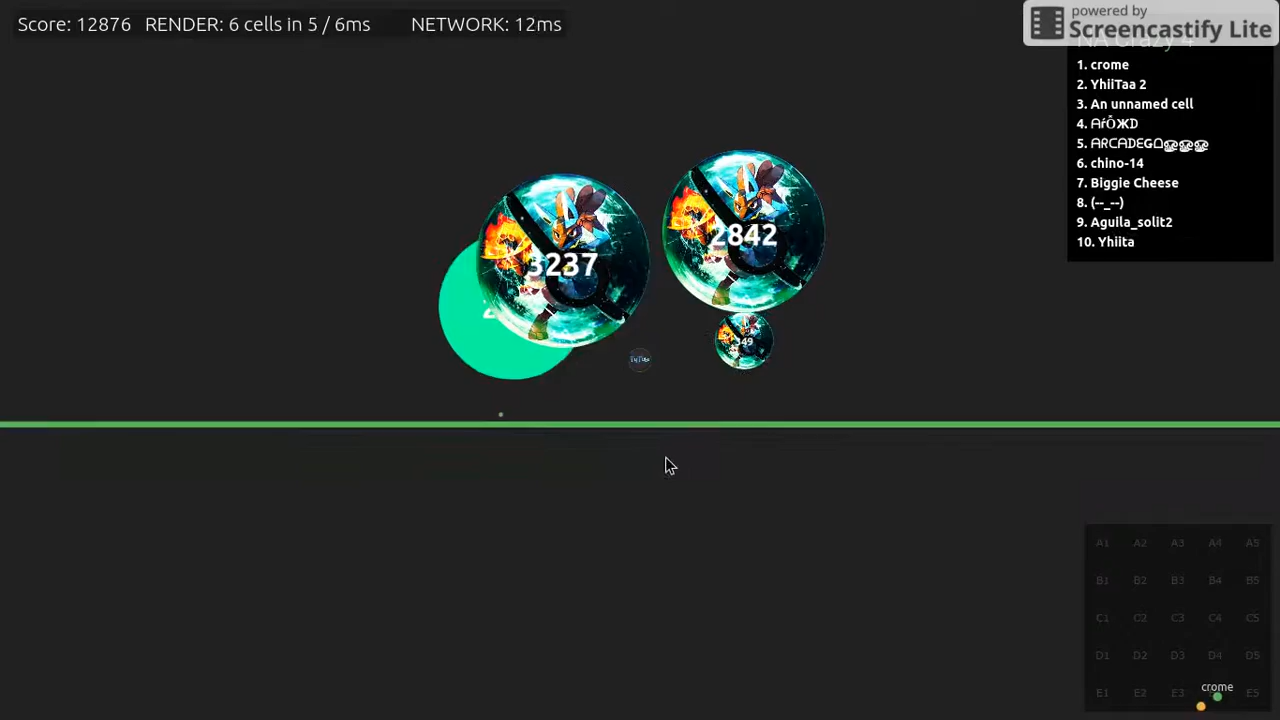 Score: 12876 RENDER: 6 cells in 5 / 6ms NETWORK: 12ms
powered by
Screencastify Lite
NA Crazy 4
1. crome
2. YhiiTaa 2
3. An unnamed cell
6. chino-14
7. Biggie Cheese
8. (--_--)
9. Aguila_solit2
10. Yhiita
2842
3237
A1 A2 A3 A4 A5
B1 B2 B3 B4 B5
C1 C2 C3 C4 C5
D1 D2 D3 D4 D5
crome
E1 E2 E3 E5